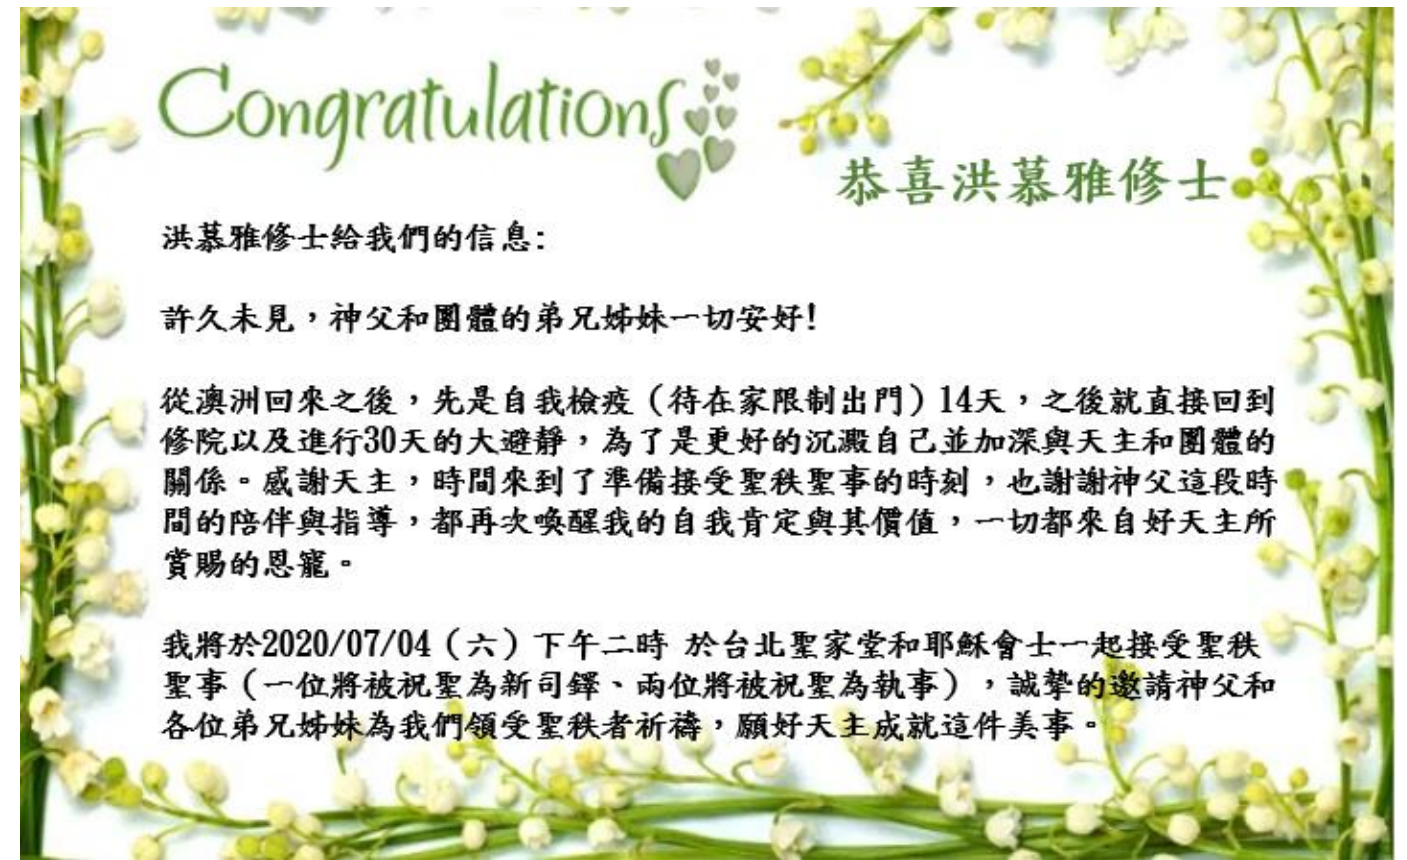 Congratulations
恭喜洪慕雅修士
洪慕雅修士給我們的信息:
許久未見，神父和團體的弟兄姊妹一切安好!
從澳洲回來之後，先是自我檢疫（待在家限制出門）14天，之後就直接回到
修院以及進行30天的大避靜，為了是更好的沉澱自己並加深與天主和團體的
關係。感謝天主，時間來到了準備接受聖秩聖事的時刻，也謝謝神父這段時
間的陪伴與指導，都再次喚醒我的自我肯定與其價值，一切都來自好天主所
賞賜的恩寵。
我將於2020/07/04（六）下午二時 於台北聖家堂和耶穌會士一起接受聖秩
聖事（一位將被祝聖為新司鐸、兩位將被祝聖為執事），誠摯的邀請神父和
各位弟兄姊妹為我們領受聖秩者祈禱，願好天主成就這件美事。